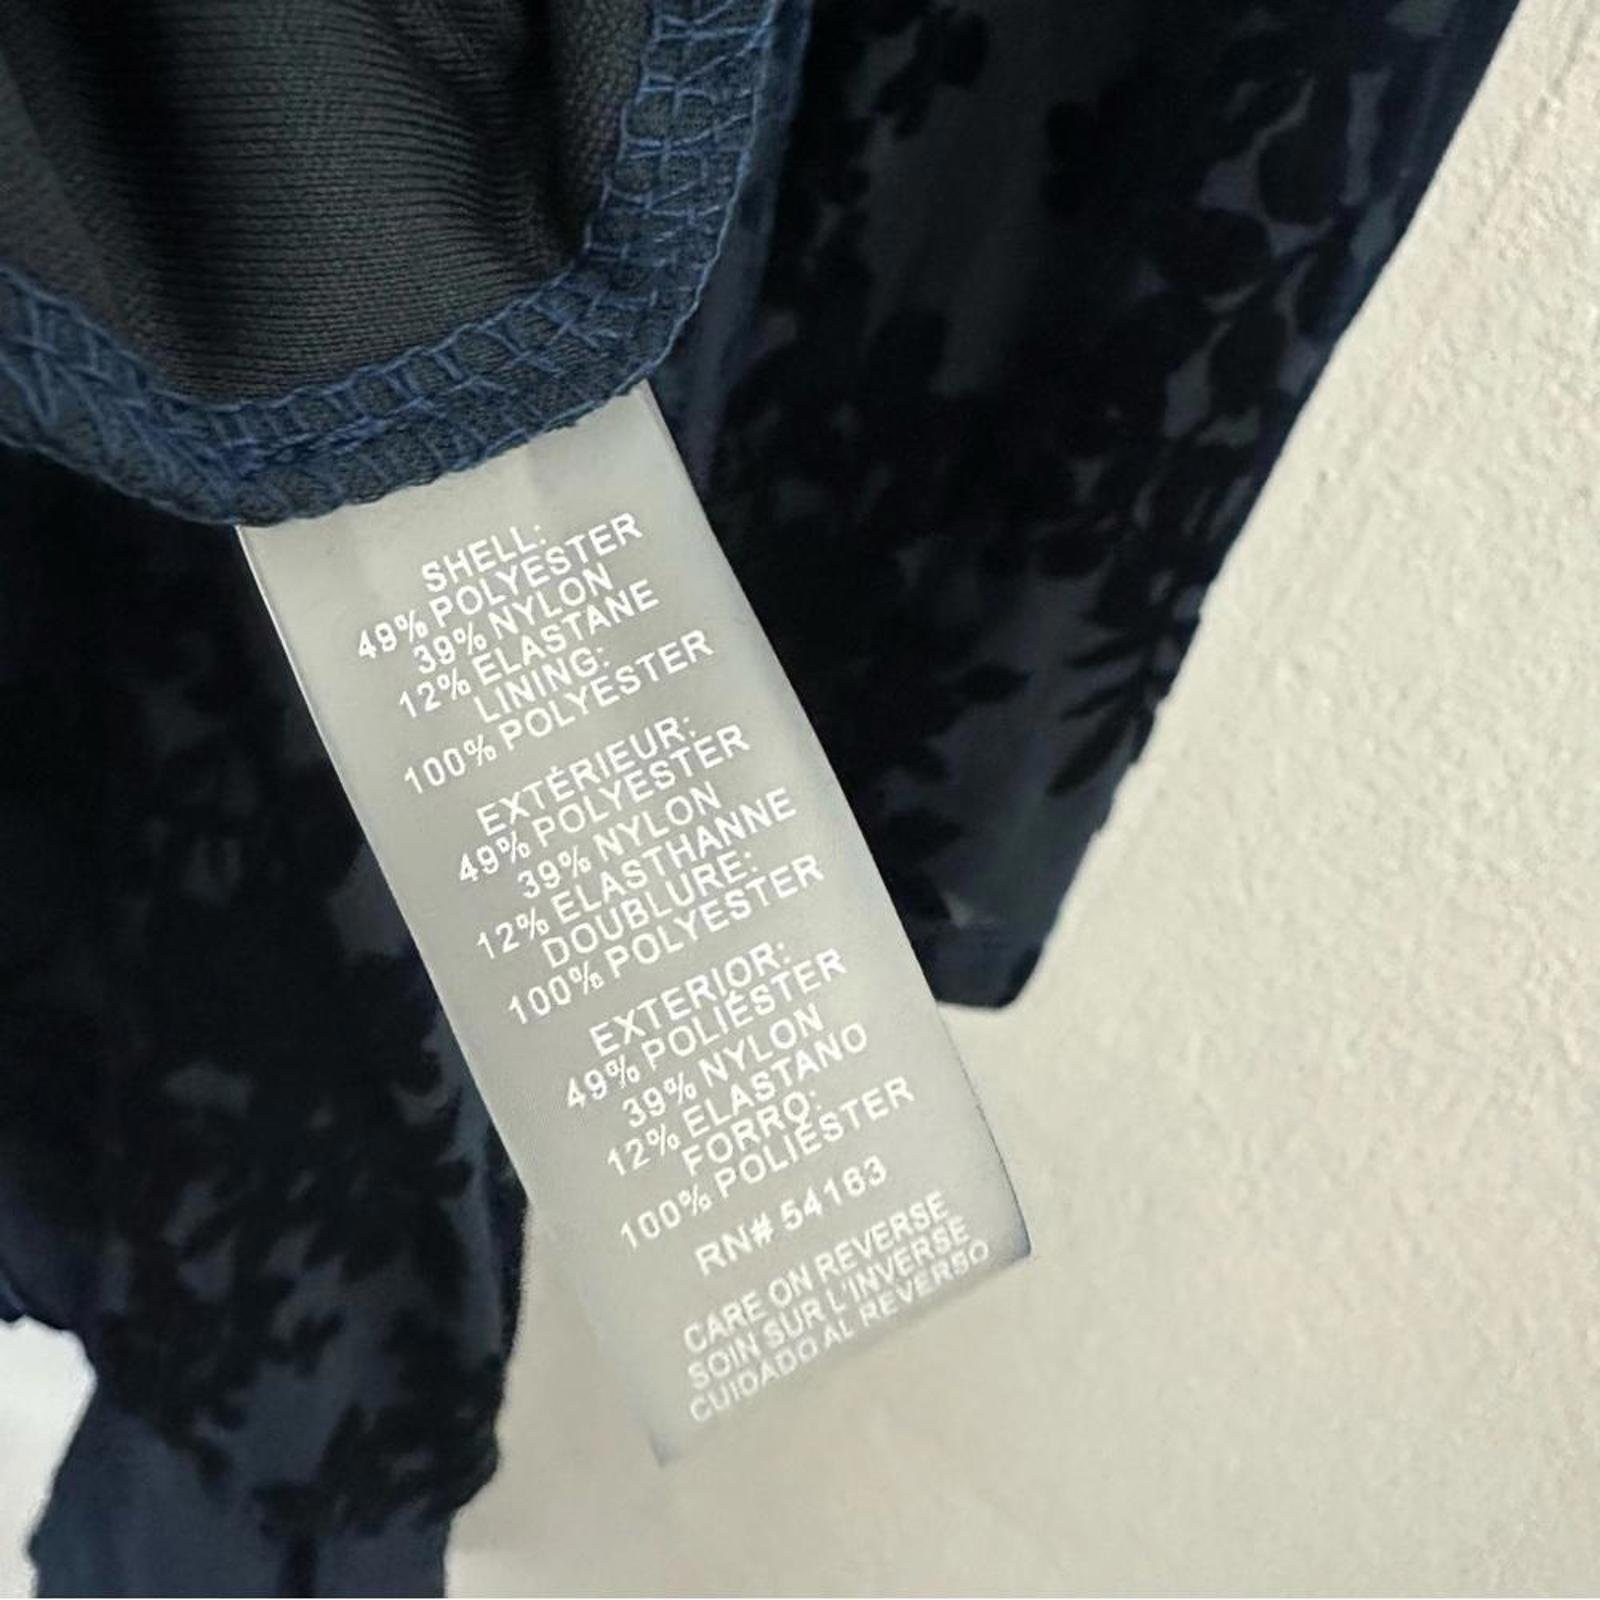 SHELL:
49% POLYESTER
39% NYLON
12% ELASTANE
LINING:
100% POLYESTER
EXTÉRIEUR:
49% POLYESTER
39% NYLON
12% ELASTHANNE
DOUBLURE:
100% POLYESTER
EXTERIOR:
49% POLIÉSTER
39% NYLON
12% ELASTANO
FORRO:
100% POLIÉSTER
RN# 54163
CARE ON REVERSE
SOIN SUR L'INVERSE
CUIDADO AL REVERSO